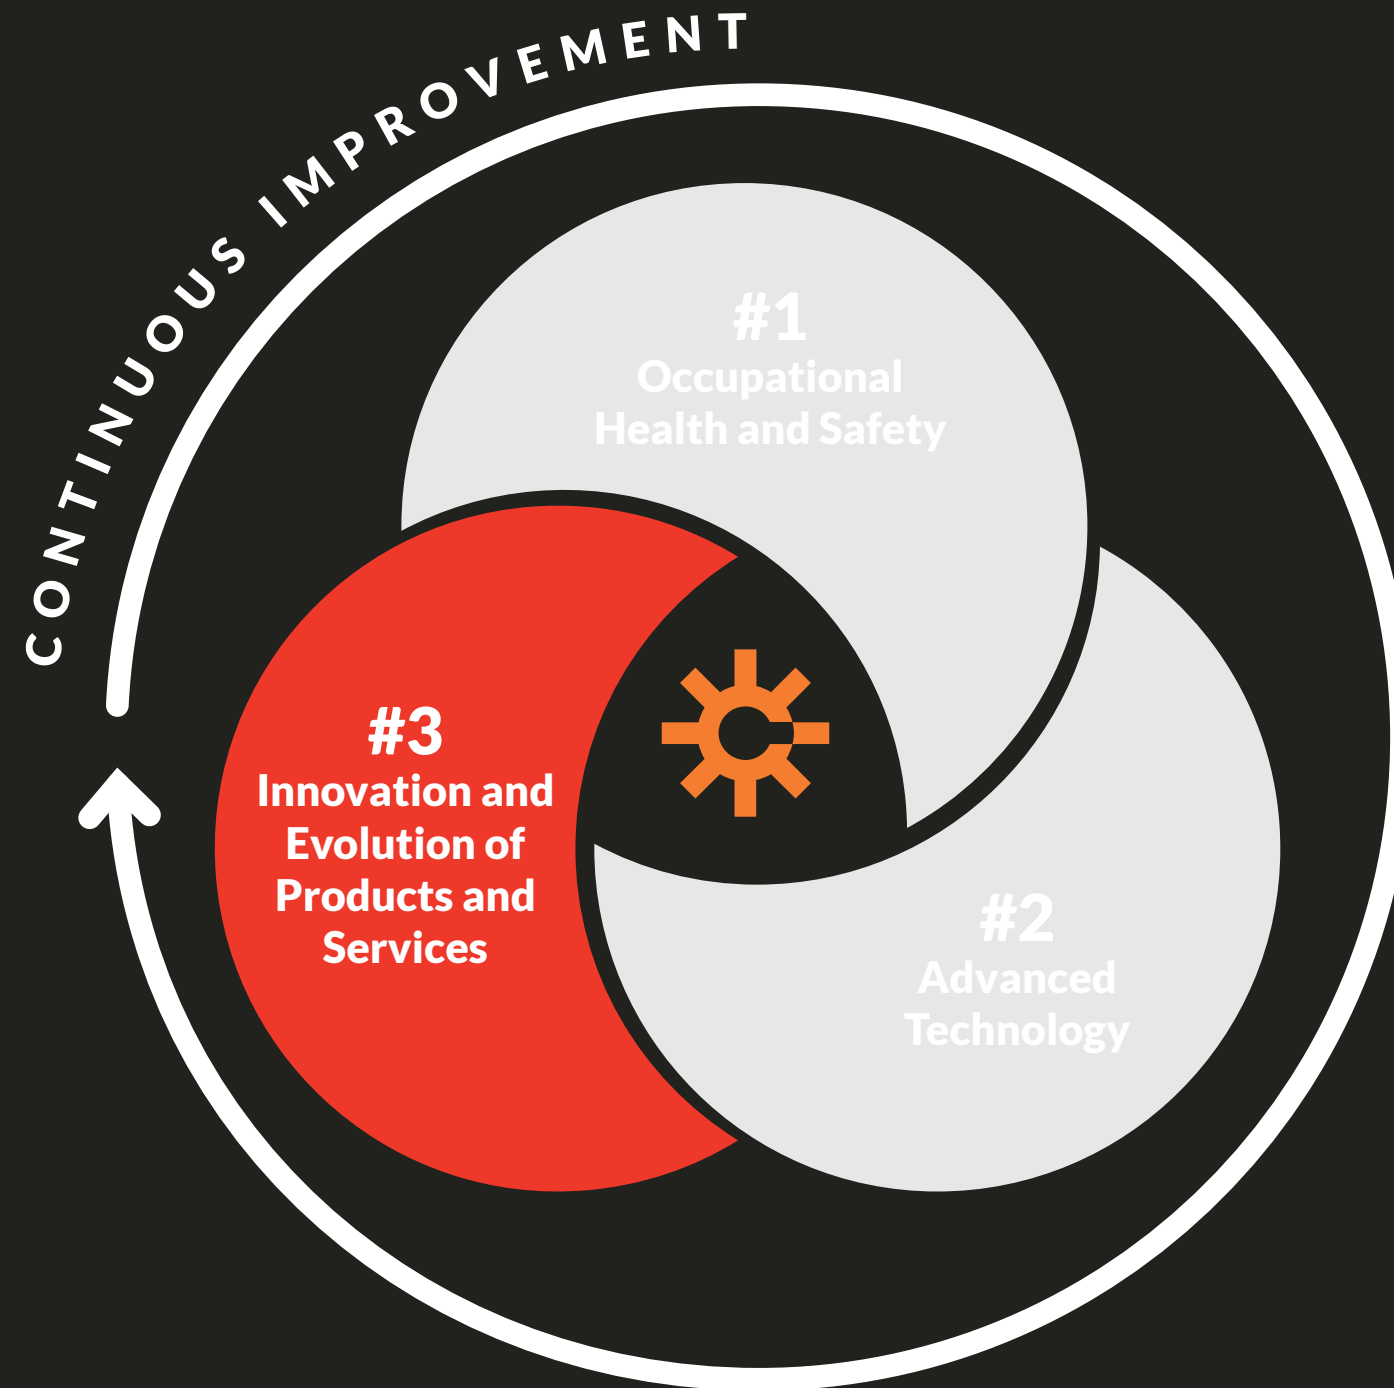 CONTINUOUS IMPROVEMENT
#1
Occupational
Health and Safety
#3
Innovation and
Evolution of
Products and
Services
#2
Advanced
Technology